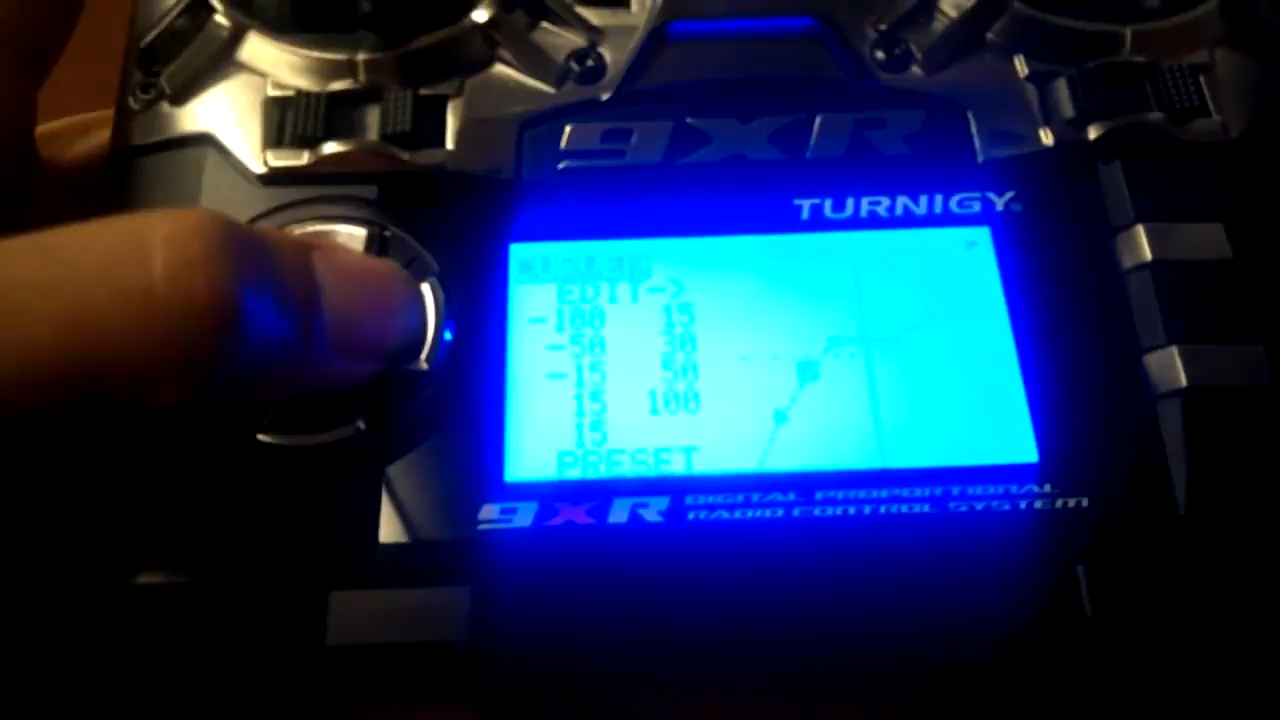 9XR
TURNIGY
EDIT->
-100 15
-50 30
-15 50
15 100
15
PRESET
9XR DIGITAL PROPORTIONAL
RADIO CONTROL SYSTEM